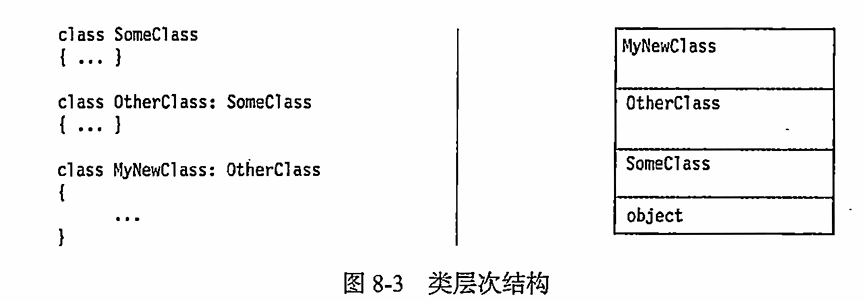 class SomeClass
{ ... }
class OtherClass: SomeClass
{ ... }
class MyNewClass: OtherClass
{
...
}
MyNewClass
OtherClass
SomeClass
object
图 8-3 类层次结构